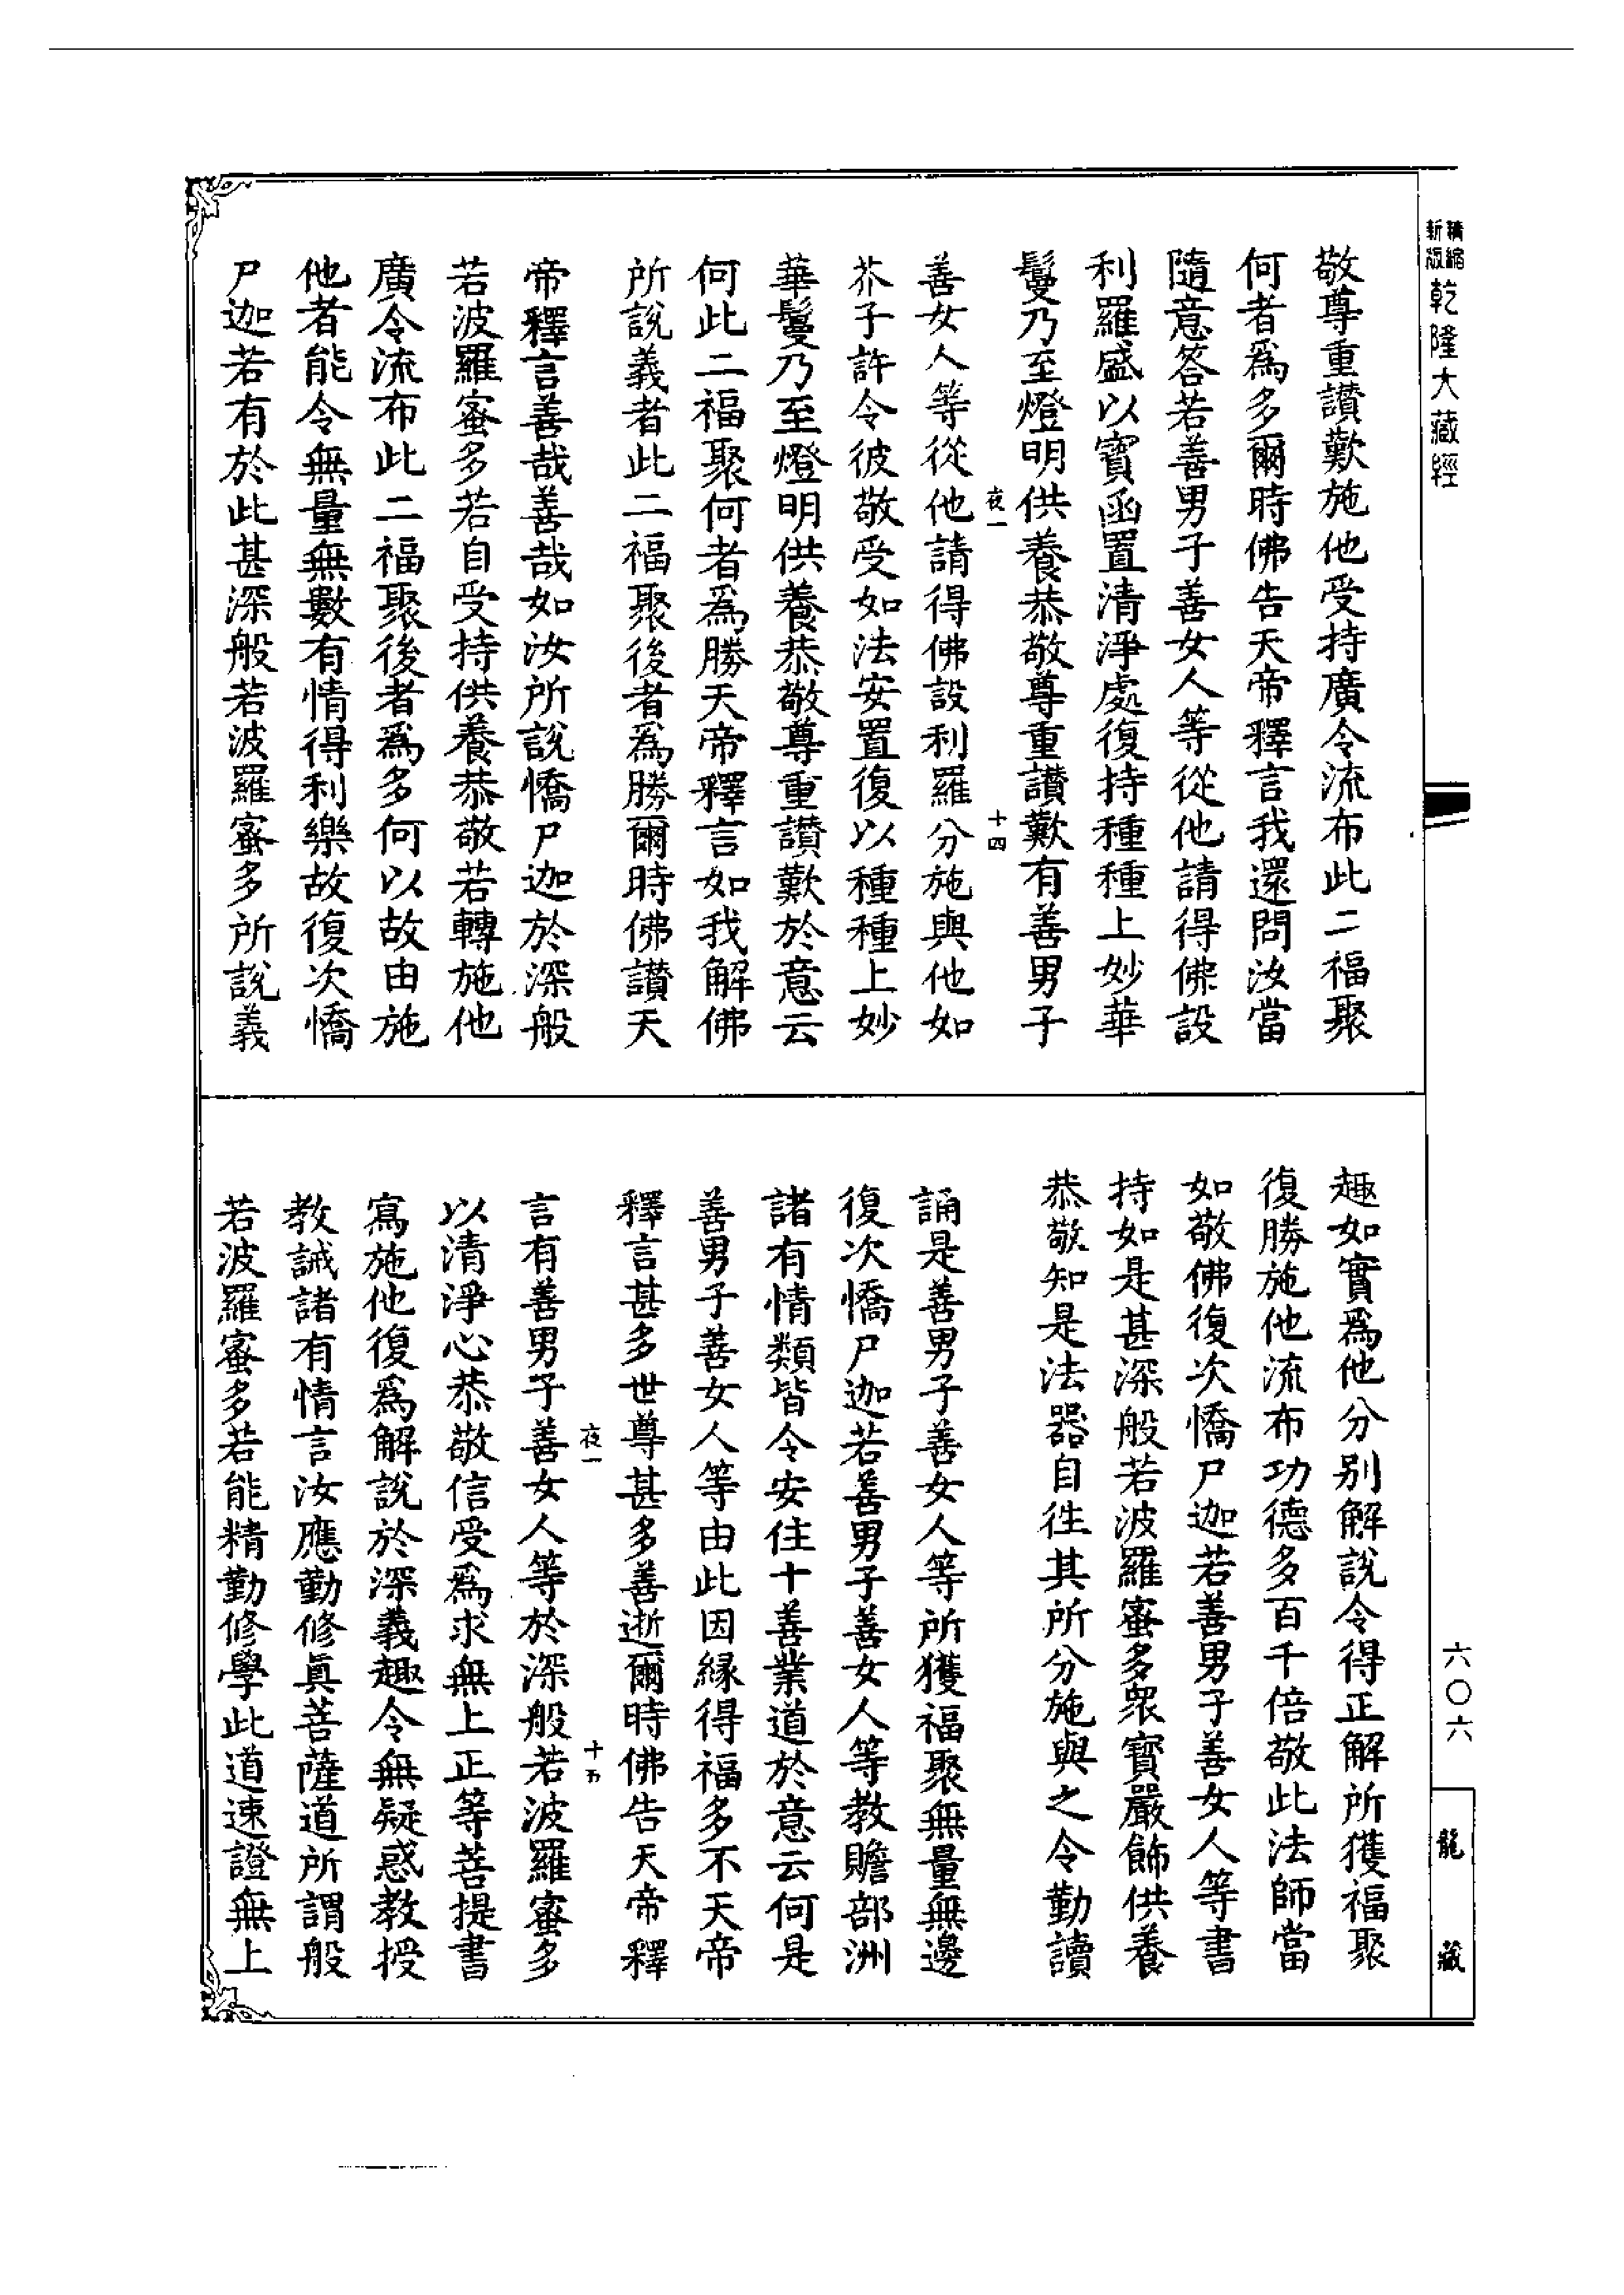 精縮新版乾隆大藏經
敬尊重讚歎施他受持廣令流布此二福聚
何者爲多爾時佛告天帝釋言我還問汝當
隨意答若善男子善女人等從他請得佛設
利羅盛以寶函置清淨處復持種種上妙華
鬘乃至燈明供養恭敬尊重讚歎有善男子
夜一
十四
善女人等從他請得佛設利羅分施與他如
芥子許令彼敬受如法安置復以種種上妙
華鬘乃至燈明供養恭敬尊重讚歎於意云
何此二福聚何者爲勝天帝釋言如我解佛
所說義者此二福聚後者爲勝爾時佛讚天
帝釋言善哉善哉如汝所說憍尸迦於深般
若波羅蜜多若自受持供養恭敬若轉施他
廣令流布此二福聚後者爲多何以故由施
他者能令無量無數有情得利樂故復次憍
尸迦若有於此甚深般若波羅蜜多所說義
六〇六
龍藏
趣如實爲他分別解說令得正解所獲福聚
復勝施他流布功德多百千倍敬此法師當
如敬佛復次憍尸迦若善男子善女人等書
持如是甚深般若波羅蜜多眾寶嚴飾供養
恭敬知是法器自往其所分施與之令勤讀
誦是善男子善女人等所獲福聚無量無邊
復次憍尸迦若善男子善女人等教贍部洲
諸有情類皆令安住十善業道於意云何是
善男子善女人等由此因緣得福多不天帝
釋言甚多世尊甚多善逝爾時佛告天帝釋
夜一
十五
言有善男子善女人等於深般若波羅蜜多
以清淨心恭敬信受爲求無上正等菩提書
寫施他復爲解說於深義趣令無疑惑教授
教誡諸有情言汝應勤修眞菩薩道所謂般
若波羅蜜多若能精勤修學此道速證無上